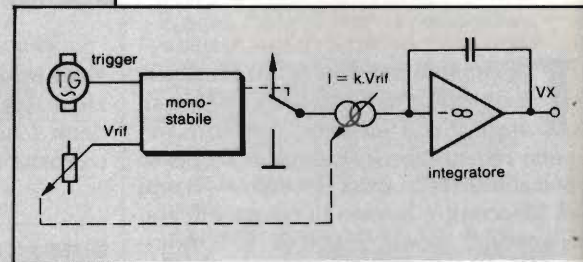 trigger
TG
mono-
stabile
Vrif
I = k.Vrif
-∞
VX
integratore